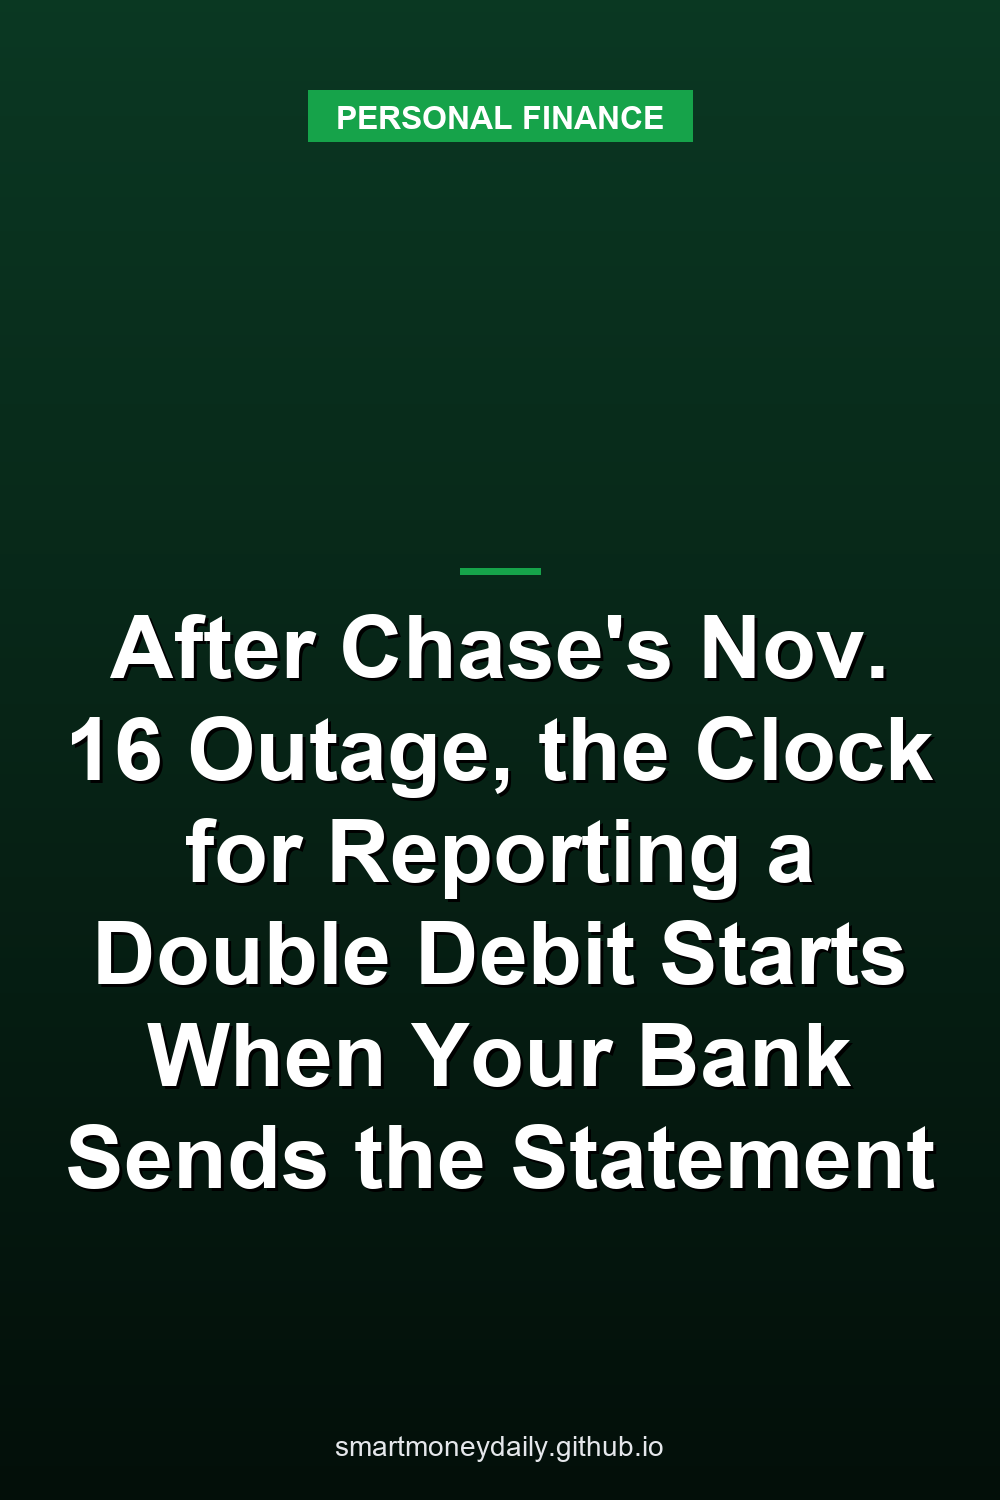 PERSONAL FINANCE
After Chase's Nov.
16 Outage, the Clock
for Reporting a
Double Debit Starts
When Your Bank
Sends the Statement
smartmoneydaily.github.io